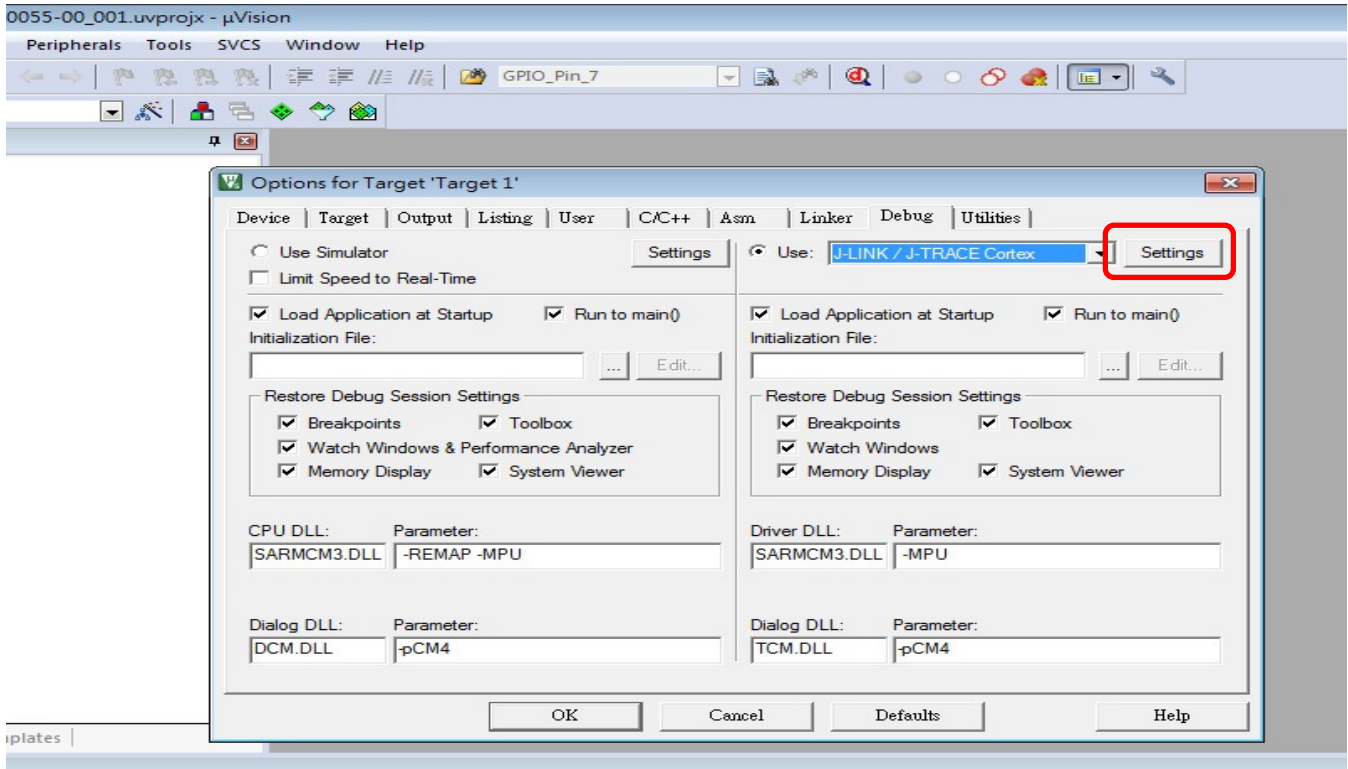 0055-00_001.uvprojx - µVision
Peripherals Tools SVCS Window Help
GPIO_Pin_7
Options for Target 'Target 1'
Device Target Output Listing User C/C++ Asm Linker Debug Utilities
Use Simulator Settings Use: J-LINK / J-TRACE Cortex Settings
Limit Speed to Real-Time
Load Application at Startup Run to main() Load Application at Startup Run to main()
Initialization File: Initialization File:
... Edit... ... Edit...
Restore Debug Session Settings Restore Debug Session Settings
Breakpoints Toolbox Breakpoints Toolbox
Watch Windows & Performance Analyzer Watch Windows
Memory Display System Viewer Memory Display System Viewer
CPU DLL: Parameter: Driver DLL: Parameter:
SARMCM3.DLL -REMAP -MPU SARMCM3.DLL -MPU
Dialog DLL: Parameter: Dialog DLL: Parameter:
DCM.DLL -pCM4 TCM.DLL -pCM4
OK Cancel Defaults Help
plates